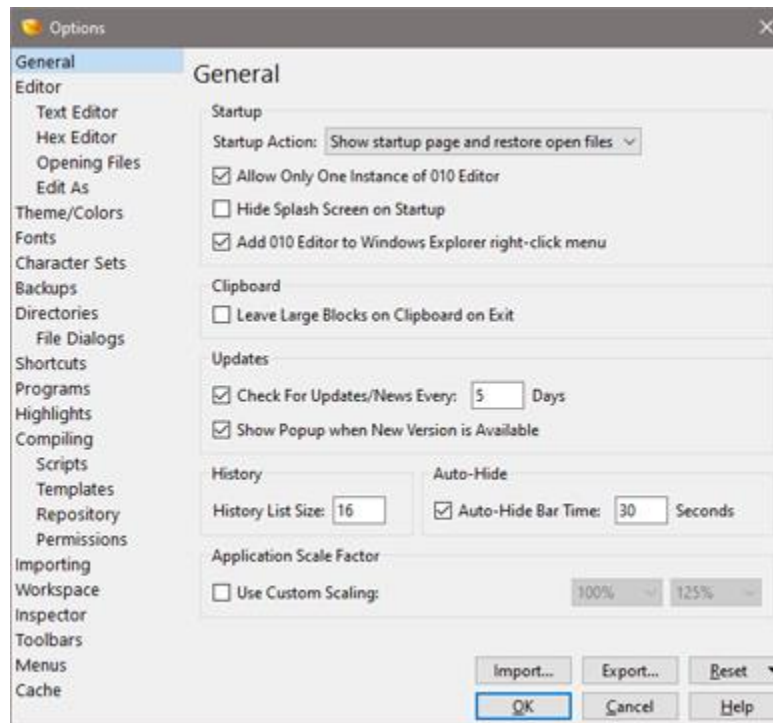 Options
General
Editor
Text Editor
Hex Editor
Opening Files
Edit As
Theme/Colors
Fonts
Character Sets
Backups
Directories
File Dialogs
Shortcuts
Programs
Highlights
Compiling
Scripts
Templates
Repository
Permissions
Importing
Workspace
Inspector
Toolbars
Menus
Cache
General
Startup
Startup Action: Show startup page and restore open files
Allow Only One Instance of 010 Editor
Hide Splash Screen on Startup
Add 010 Editor to Windows Explorer right-click menu
Clipboard
Leave Large Blocks on Clipboard on Exit
Updates
Check For Updates/News Every: 5 Days
Show Popup when New Version is Available
History
History List Size: 16
Auto-Hide
Auto-Hide Bar Time: 30 Seconds
Application Scale Factor
Use Custom Scaling: 100% 125%
Import... Export... Reset
OK Cancel Help